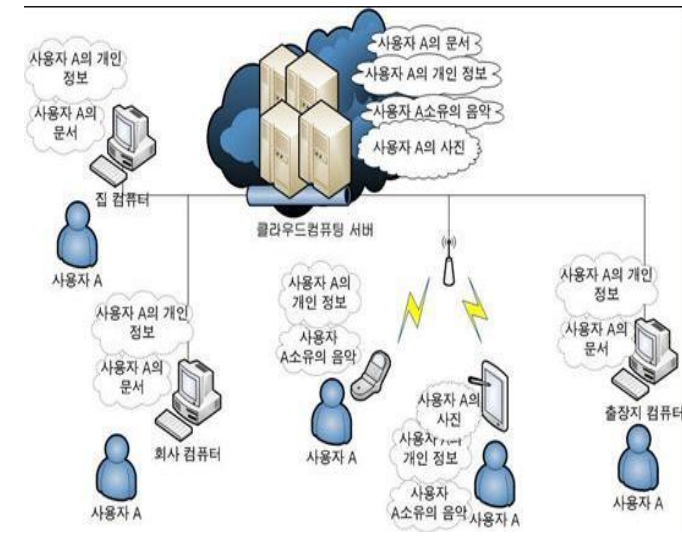 사용자 A의 문서
사용자 A의 개인 정보
사용자 A소유의 음악
사용자 A의 사진
클라우드컴퓨팅 서버
사용자 A의 개인
정보
사용자 A의
문서
집 컴퓨터
사용자 A
사용자 A의 개인
정보
사용자 A의
문서
회사 컴퓨터
사용자 A
사용자 A의
개인 정보
사용자
A소유의 음악
사용자 A
사용자 A의
사진
사용자 A의
개인 정보
사용자
A소유의 음악
사용자 A
사용자 A의 개인
정보
사용자 A의
문서
출장지 컴퓨터
사용자 A